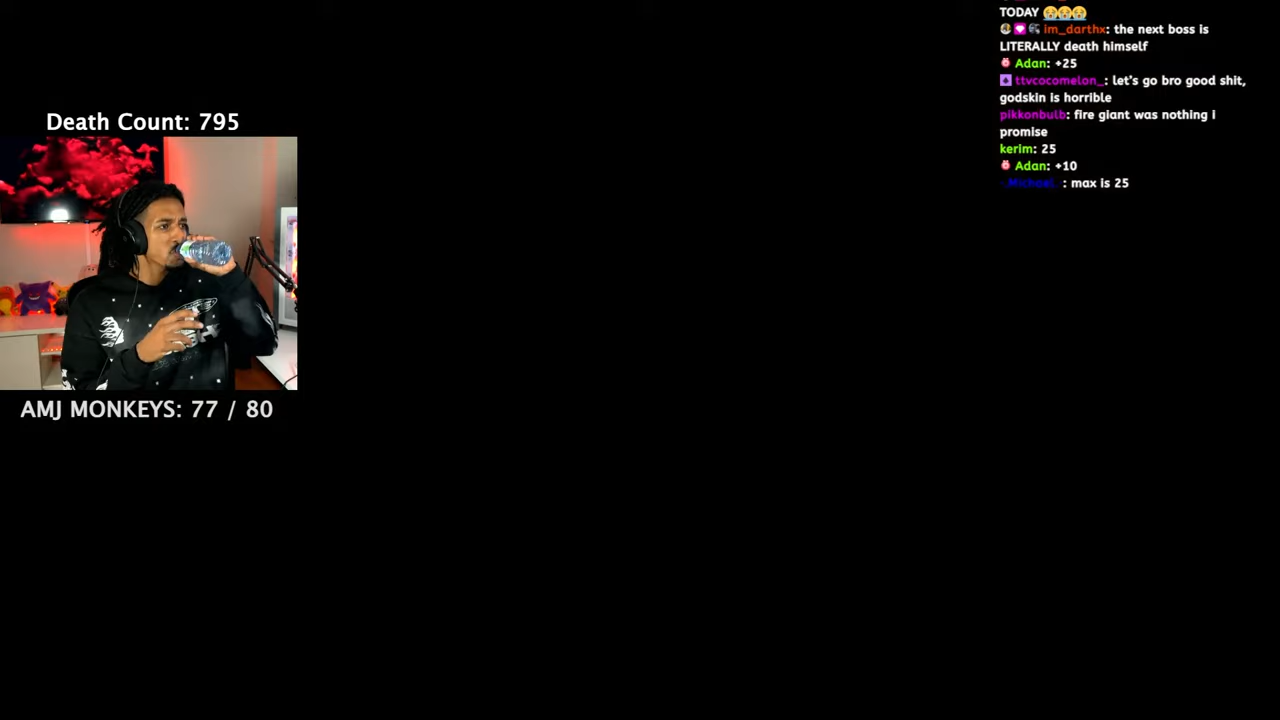 Death Count: 795
AMJ MONKEYS: 77 / 80
TODAY 😭😭😭
im_darthx: the next boss is
LITERALLY death himself
Adan: +25
ttvcocomelon_: let's go bro good shit,
godskin is horrible
pikkonbulb: fire giant was nothing i
promise
kerim: 25
Adan: +10
: max is 25